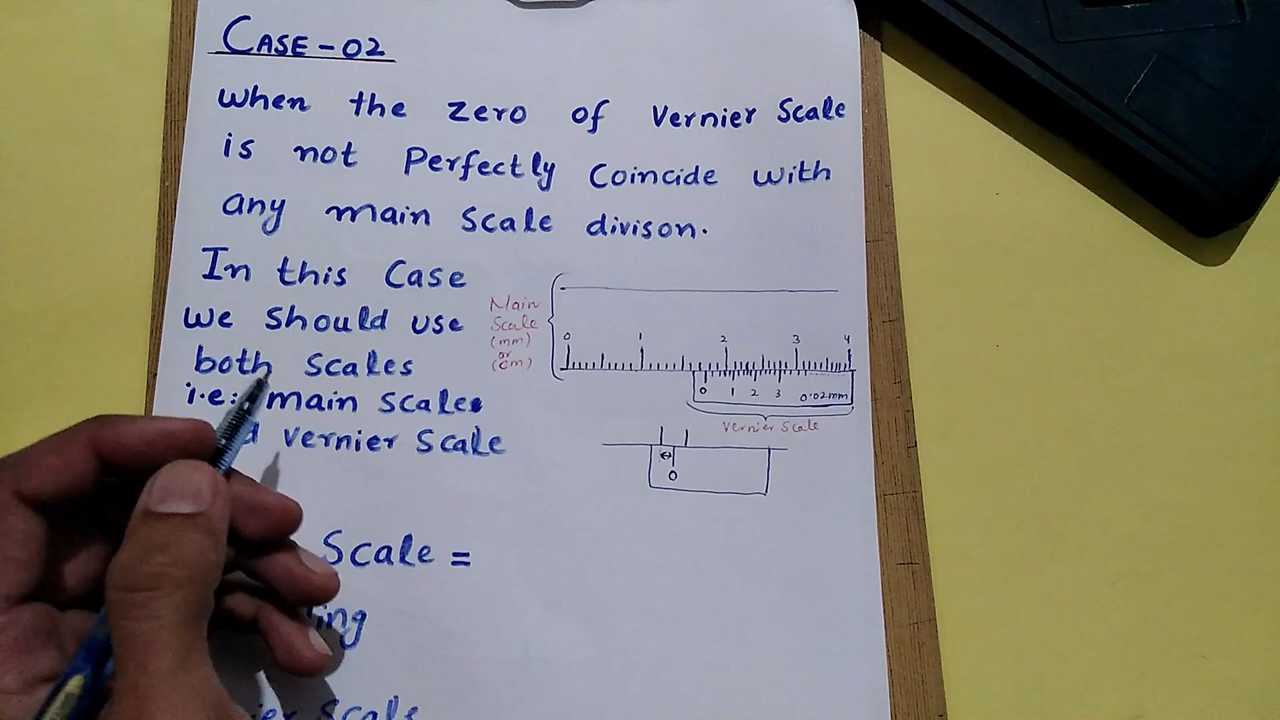 CASE-02
when the zero of Vernier Scale
is not Perfectly Coincide with
any main Scale divison.
In this Case
we should use
both scales
i.e: main scales
vernier Scale
Main
Scale
(mm)
or
(cm)
0 1 2 3 4
0 1 2 3 0.02mm
Vernier Scale
0
Scale =
Scale